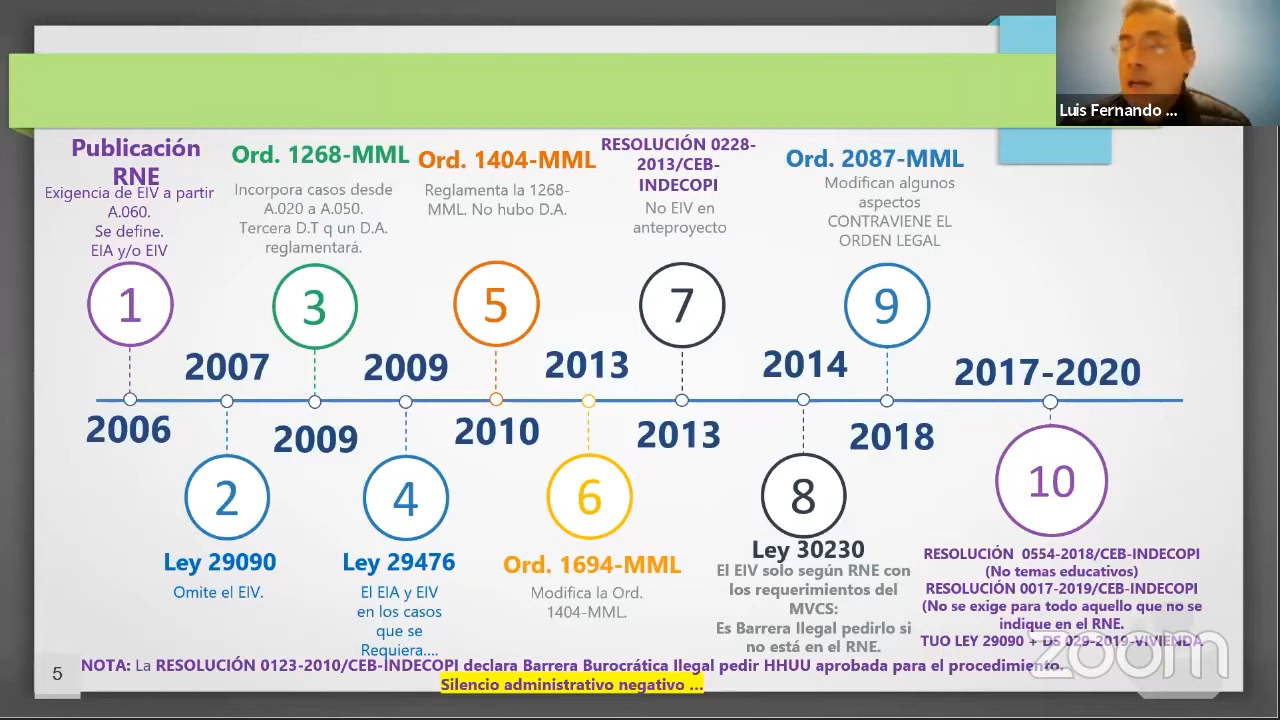 Luis Fernando ...
Publicación
RNE
Exigencia de EIV a partir
A.060.
Se define.
EIA y/o EIV
Ord. 1268-MML
Incorpora casos desde
A.020 a A.050.
Tercera D.T q un D.A.
reglamentará.
Ord. 1404-MML
Reglamenta la 1268-
MML. No hubo D.A.
RESOLUCIÓN 0228-
2013/CEB-
INDECOPI
No EIV en
anteproyecto
Ord. 2087-MML
Modifican algunos
aspectos
CONTRAVIENE EL
ORDEN LEGAL
1
3
5
7
9
2007
2009
2013
2014
2017-2020
2006
2009
2010
2013
2018
2
4
6
8
10
Ley 29090
Omite el EIV.
Ley 29476
El EIA y EIV
en los casos
que se
Requiera....
Ord. 1694-MML
Modifica la Ord.
1404-MML.
Ley 30230
El EIV solo según RNE con
los requerimientos del
MVCS:
Es Barrera Ilegal pedirlo si
no está en el RNE.
RESOLUCIÓN 0554-2018/CEB-INDECOPI
(No temas educativos)
RESOLUCIÓN 0017-2019/CEB-INDECOPI
(No se exige para todo aquello que no se
indique en el RNE.
TUO LEY 29090 + DS 029-2019-VIVIENDA
NOTA: La RESOLUCIÓN 0123-2010/CEB-INDECOPI declara Barrera Burocrática Ilegal pedir HHUU aprobada para el procedimiento.
Silencio administrativo negativo ...
5
zoom